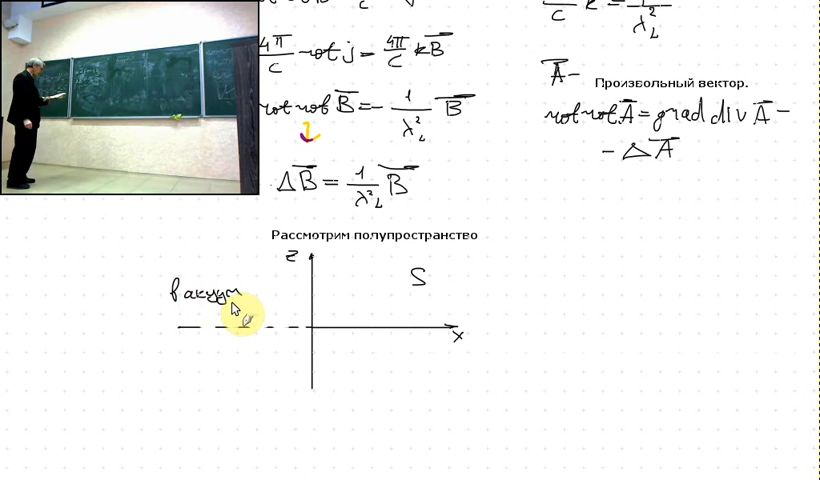 4π/c rot j = 4π/c k B̅
c
rot rot B̅ = − 1/λ²_L B̅
ΔB̅ = 1/λ²_L B̅
c = λ²_L
A̅ −
Произвольный вектор.
rot rot A̅ = grad div A̅ −
− ΔA̅
Рассмотрим полупространство
z
S
вакуум
x